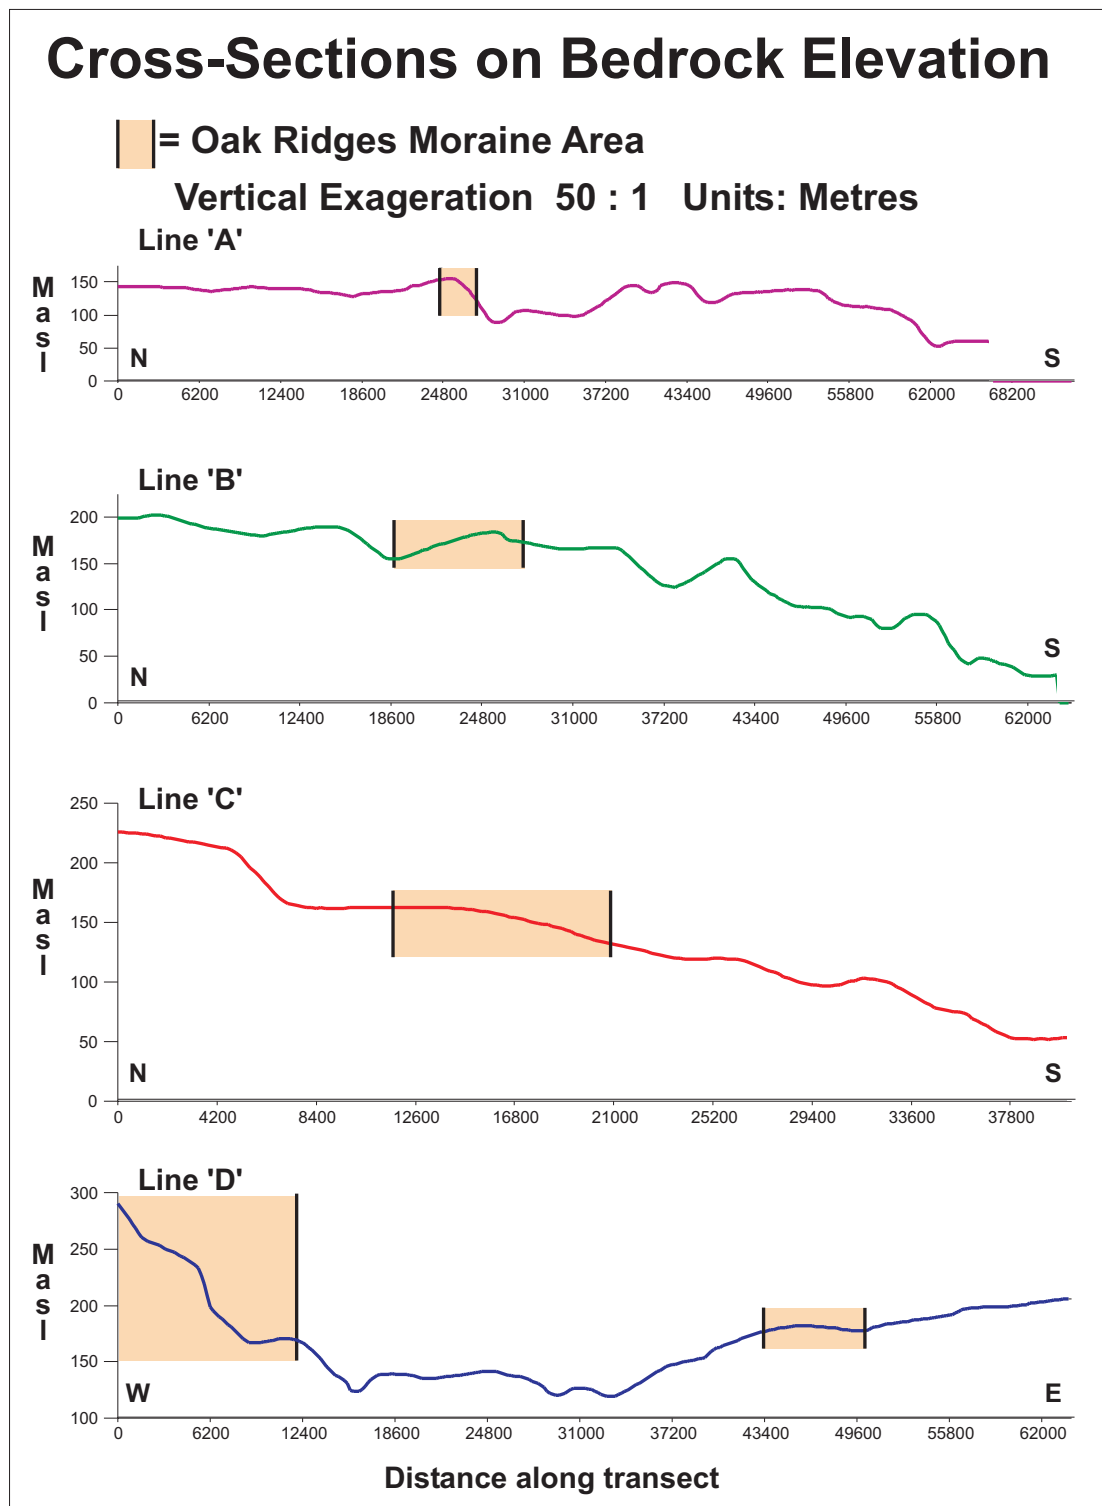 Cross-Sections on Bedrock Elevation
= Oak Ridges Moraine Area
Vertical Exageration 50 : 1 Units: Metres
Line 'A'
Masl
150
100
50
0
N
S
0 6200 12400 18600 24800 31000 37200 43400 49600 55800 62000 68200
Line 'B'
Masl
200
150
100
50
0
N
S
0 6200 12400 18600 24800 31000 37200 43400 49600 55800 62000
Line 'C'
Masl
250
200
150
100
50
0
N
S
0 4200 8400 12600 16800 21000 25200 29400 33600 37800
Line 'D'
Masl
300
250
200
150
100
W
E
0 6200 12400 18600 24800 31000 37200 43400 49600 55800 62000
Distance along transect